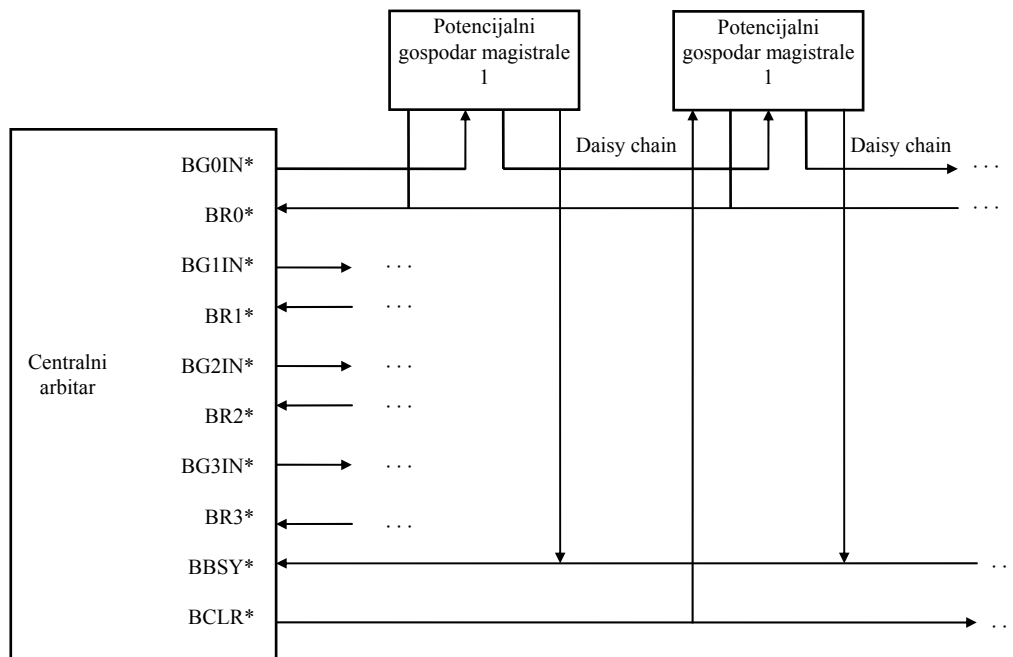 Potencijalni
gospodar magistrale
1
Potencijalni
gospodar magistrale
1
Daisy chain
Daisy chain
BG0IN*
. . .
BR0*
. . .
BG1IN*
. . .
BR1*
. . .
Centralni
arbitar
BG2IN*
. . .
BR2*
. . .
BG3IN*
. . .
BR3*
. . .
BBSY*
. .
BCLR*
. .